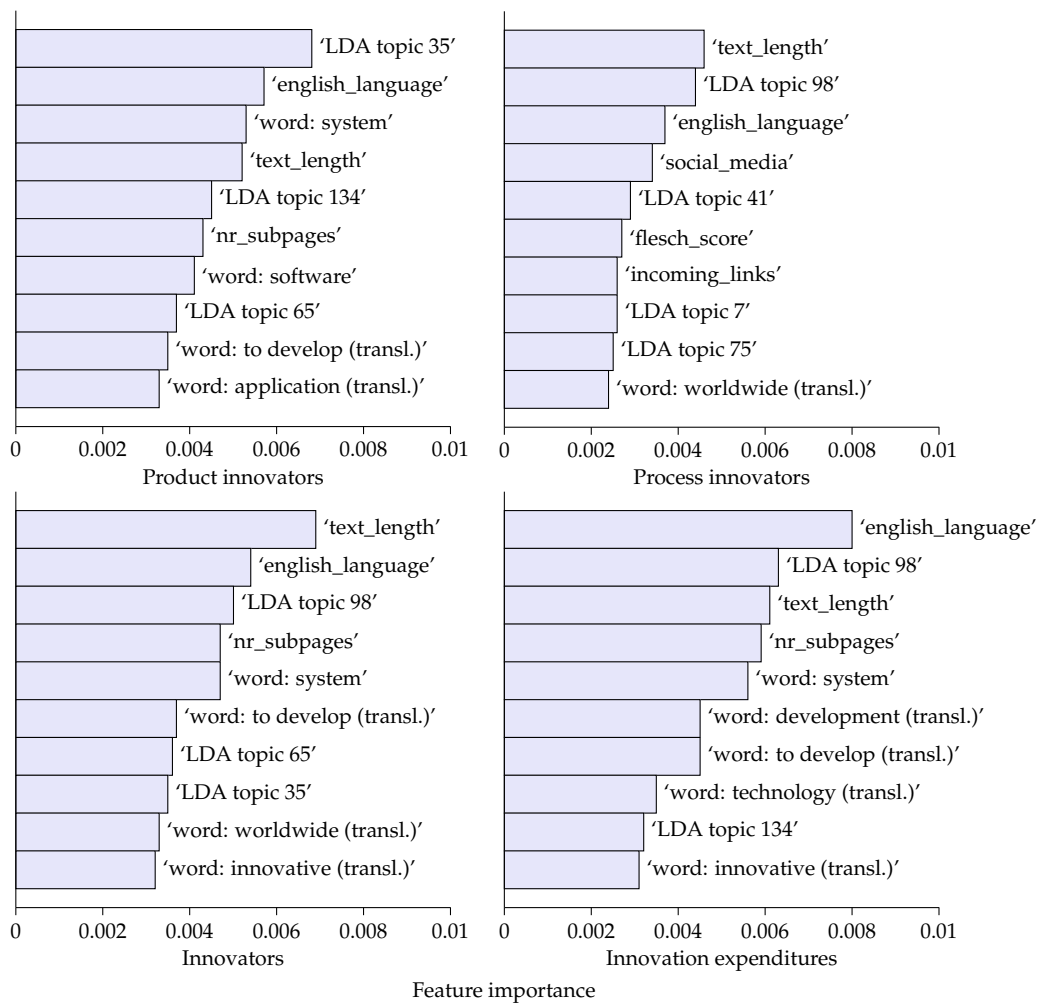 ‘LDA topic 35’
‘english_language’
‘word: system’
‘text_length’
‘LDA topic 134’
‘nr_subpages’
‘word: software’
‘LDA topic 65’
‘word: to develop (transl.)’
‘word: application (transl.)’
0 0.002 0.004 0.006 0.008 0.01
Product innovators
‘text_length’
‘LDA topic 98’
‘english_language’
‘social_media’
‘LDA topic 41’
‘flesch_score’
‘incoming_links’
‘LDA topic 7’
‘LDA topic 75’
‘word: worldwide (transl.)’
0 0.002 0.004 0.006 0.008 0.01
Process innovators
‘text_length’
‘english_language’
‘LDA topic 98’
‘nr_subpages’
‘word: system’
‘word: to develop (transl.)’
‘LDA topic 65’
‘LDA topic 35’
‘word: worldwide (transl.)’
‘word: innovative (transl.)’
0 0.002 0.004 0.006 0.008 0.01
Innovators
‘english_language’
‘LDA topic 98’
‘text_length’
‘nr_subpages’
‘word: system’
‘word: development (transl.)’
‘word: to develop (transl.)’
‘word: technology (transl.)’
‘LDA topic 134’
‘word: innovative (transl.)’
0 0.002 0.004 0.006 0.008 0.01
Innovation expenditures
Feature importance